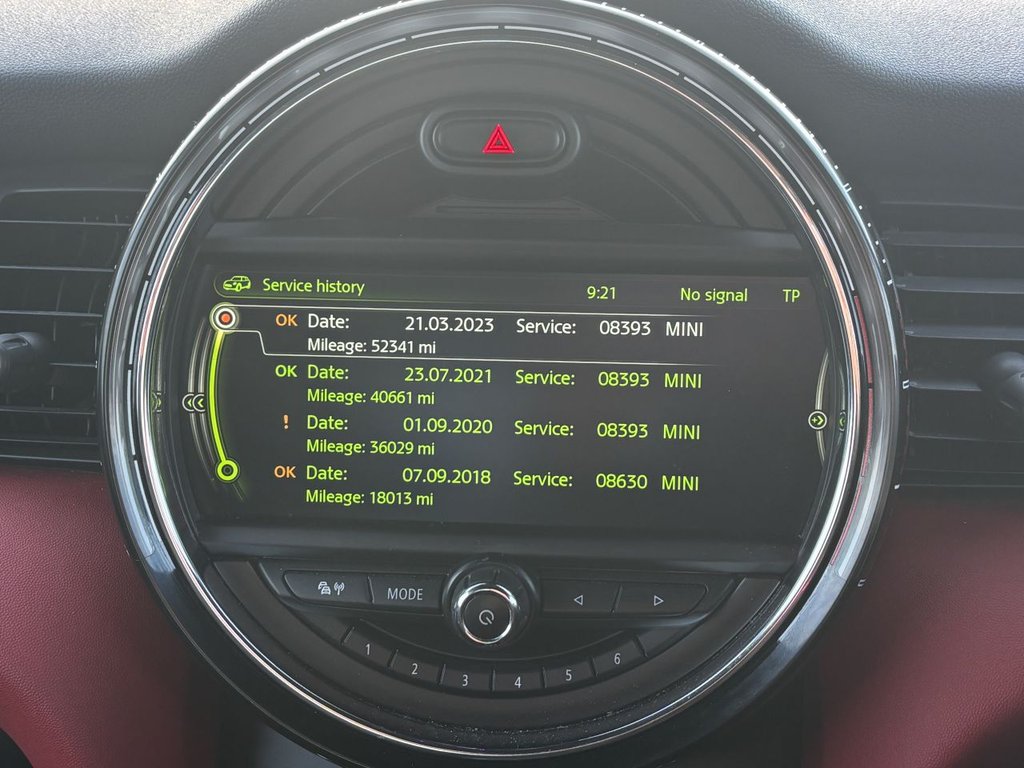 Service history 9:21 No signal TP
OK Date: 21.03.2023 Service: 08393 MINI
Mileage: 52341 mi
OK Date: 23.07.2021 Service: 08393 MINI
Mileage: 40661 mi
! Date: 01.09.2020 Service: 08393 MINI
Mileage: 36029 mi
OK Date: 07.09.2018 Service: 08630 MINI
Mileage: 18013 mi
MODE
1 2 3 4 5 6